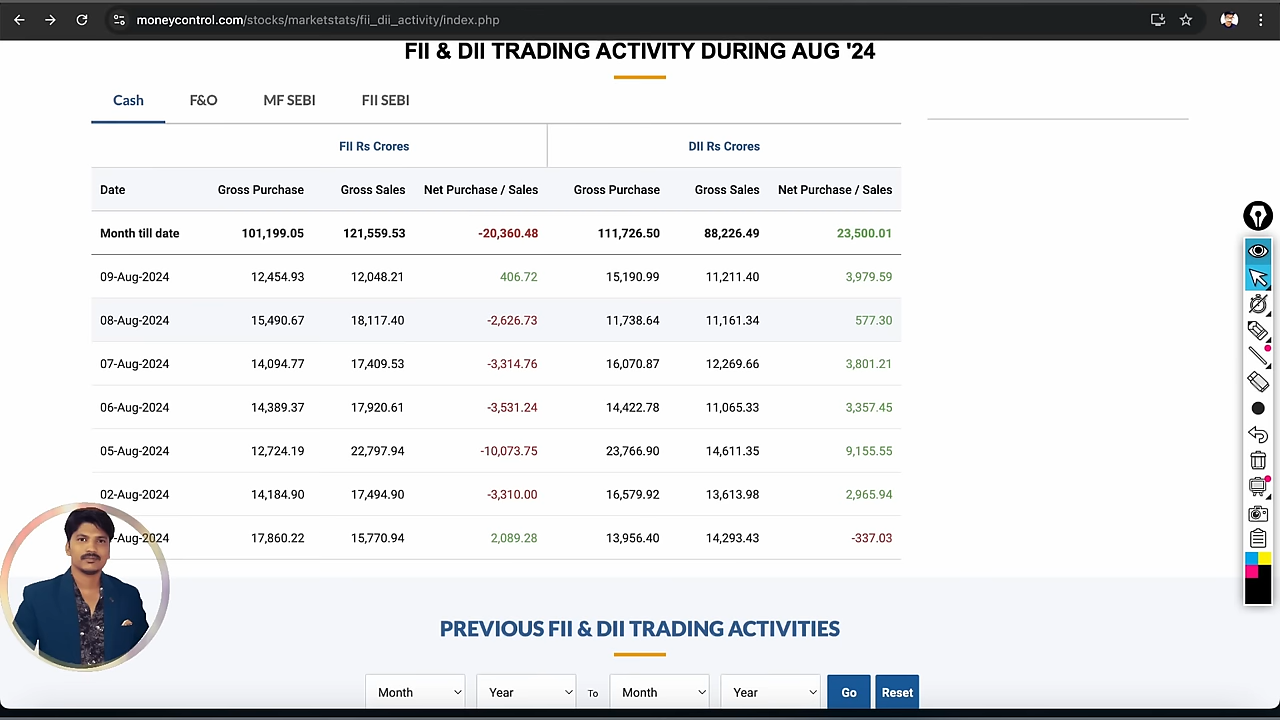 moneycontrol.com/stocks/marketstats/fii_dii_activity/index.php
FII & DII TRADING ACTIVITY DURING AUG '24
Cash F&O MF SEBI FII SEBI
FII Rs Crores DII Rs Crores
Date Gross Purchase Gross Sales Net Purchase / Sales Gross Purchase Gross Sales Net Purchase / Sales
Month till date 101,199.05 121,559.53 -20,360.48 111,726.50 88,226.49 23,500.01
09-Aug-2024 12,454.93 12,048.21 406.72 15,190.99 11,211.40 3,979.59
08-Aug-2024 15,490.67 18,117.40 -2,626.73 11,738.64 11,161.34 577.30
07-Aug-2024 14,094.77 17,409.53 -3,314.76 16,070.87 12,269.66 3,801.21
06-Aug-2024 14,389.37 17,920.61 -3,531.24 14,422.78 11,065.33 3,357.45
05-Aug-2024 12,724.19 22,797.94 -10,073.75 23,766.90 14,611.35 9,155.55
02-Aug-2024 14,184.90 17,494.90 -3,310.00 16,579.92 13,613.98 2,965.94
-Aug-2024 17,860.22 15,770.94 2,089.28 13,956.40 14,293.43 -337.03
PREVIOUS FII & DII TRADING ACTIVITIES
Month Year To Month Year Go Reset